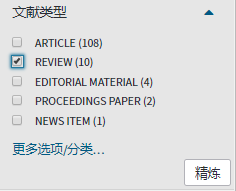 文献类型
ARTICLE (108)
REVIEW (10)
EDITORIAL MATERIAL (4)
PROCEEDINGS PAPER (2)
NEWS ITEM (1)
更多选项/分类...
精炼